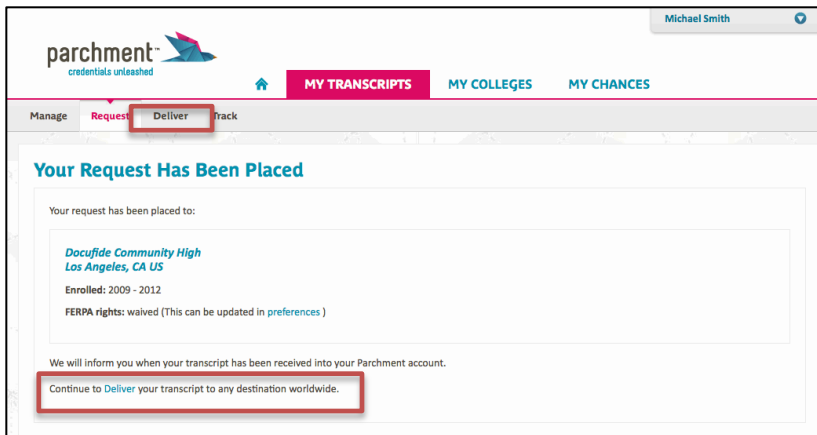 Michael Smith
parchment™
credentials unleashed
MY TRANSCRIPTS MY COLLEGES MY CHANCES
Manage Request Deliver Track
Your Request Has Been Placed
Your request has been placed to:
Docufide Community High
Los Angeles, CA US
Enrolled: 2009 - 2012
FERPA rights: waived (This can be updated in preferences )
We will inform you when your transcript has been received into your Parchment account.
Continue to Deliver your transcript to any destination worldwide.